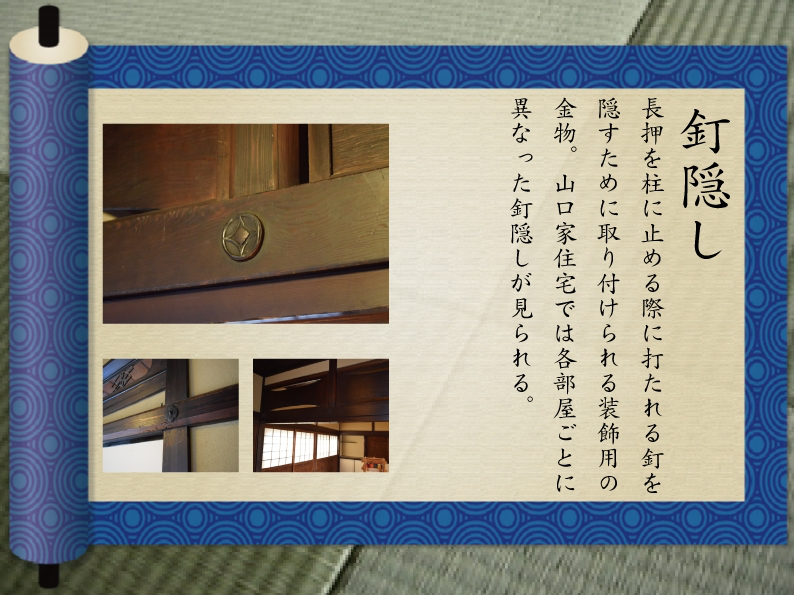 釘隠し
長押を柱に止める際に打たれる釘を
隠すために取り付けられる装飾用の
金物。山口家住宅では各部屋ごとに
異なった釘隠しが見られる。